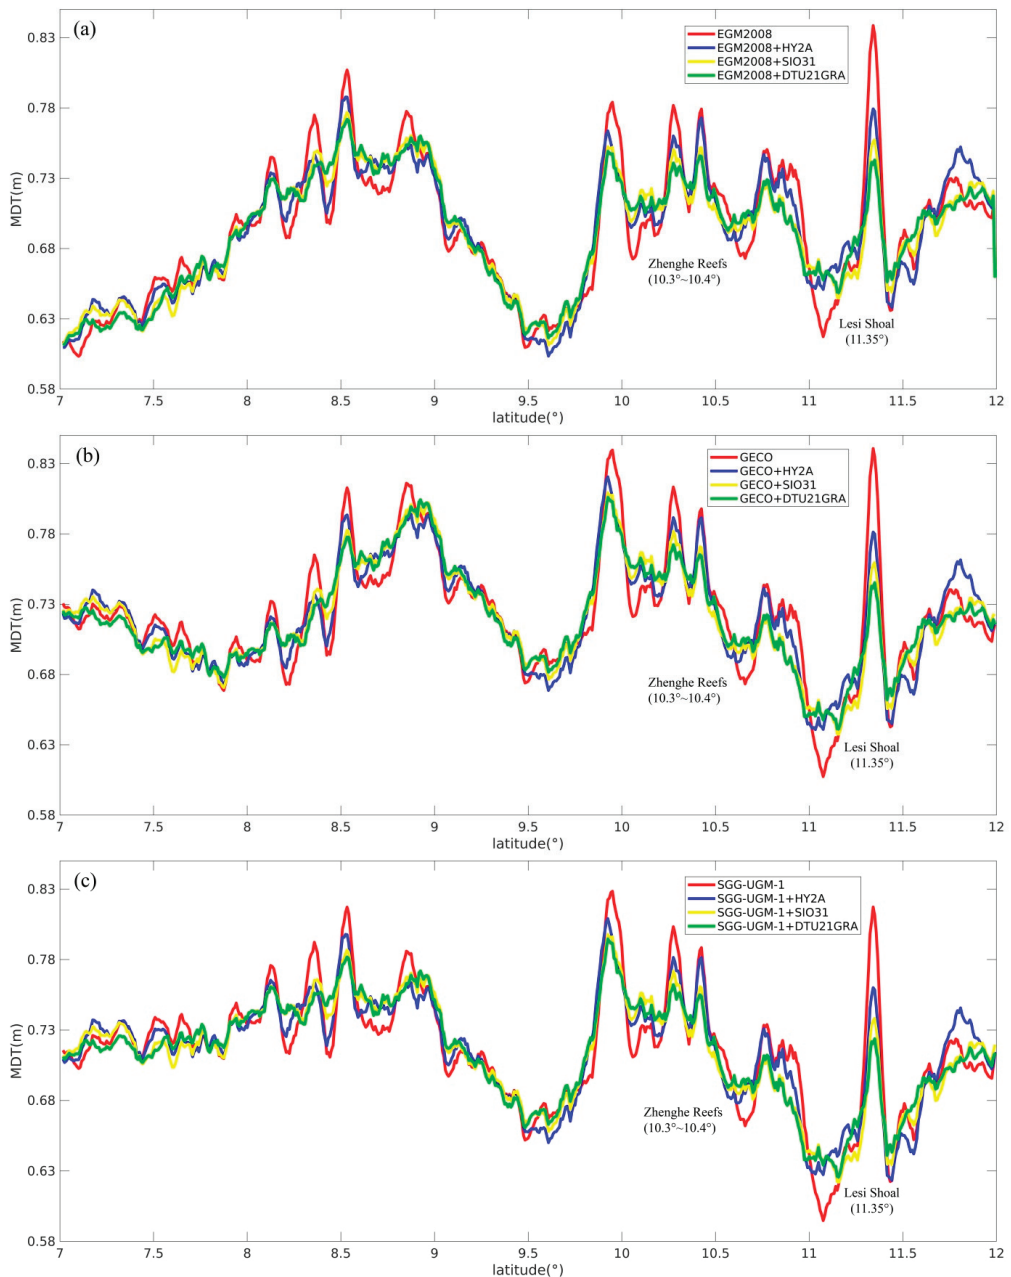 (a)
EGM2008
EGM2008+HY2A
EGM2008+SIO31
EGM2008+DTU21GRA
0.83
0.78
0.73
0.68
0.63
0.58
MDT(m)
Zhenghe Reefs
(10.3°~10.4°)
Lesi Shoal
(11.35°)
7 7.5 8 8.5 9 9.5 10 10.5 11 11.5 12
latitude(°)
(b)
GECO
GECO+HY2A
GECO+SIO31
GECO+DTU21GRA
0.83
0.78
0.73
0.68
0.63
0.58
MDT(m)
Zhenghe Reefs
(10.3°~10.4°)
Lesi Shoal
(11.35°)
7 7.5 8 8.5 9 9.5 10 10.5 11 11.5 12
latitude(°)
(c)
SGG-UGM-1
SGG-UGM-1+HY2A
SGG-UGM-1+SIO31
SGG-UGM-1+DTU21GRA
0.83
0.78
0.73
0.68
0.63
0.58
MDT(m)
Zhenghe Reefs
(10.3°~10.4°)
Lesi Shoal
(11.35°)
7 7.5 8 8.5 9 9.5 10 10.5 11 11.5 12
latitude(°)